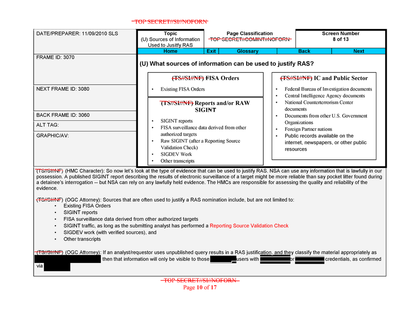 TOP SECRET//SI//NOFORN
DATE/PREPARER: 11/09/2010 SLS
Topic
(U) Sources of Information
Used to Justify RAS
Page Classification
TOP SECRET//COMINT//NOFORN
Screen Number
8 of 13
Home Exit Glossary Back Next
FRAME ID: 3070
NEXT FRAME ID: 3080
BACK FRAME ID: 3060
ALT TAG:
GRAPHIC/AV:
(U) What sources of information can be used to justify RAS?
(TS//SI//NF) FISA Orders
• Existing FISA Orders
(TS//SI//NF) Reports and/or RAW
SIGINT
• SIGINT reports
• FISA surveillance data derived from other
authorized targets
• Raw SIGINT (after a Reporting Source
Validation Check)
• SIGDEV Work
• Other transcripts
(TS//SI//NF) IC and Public Sector
• Federal Bureau of Investigation documents
• Central Intelligence Agency documents
• National Counterterrorism Center
documents
• Documents from other U.S. Government
Organizations
• Foreign Partner nations
• Public records available on the
internet, newspapers, or other public
resources
(TS//SI//NF) (HMC Character): So now let's look at the type of evidence that can be used to justify RAS. NSA can use any information that is lawfully in our
possession. A published SIGINT report describing the results of electronic surveillance of a target might be more reliable than say pocket litter found during
a detainee's interrogation -- but NSA can rely on any lawfully held evidence. The HMCs are responsible for assessing the quality and reliability of the
evidence.
(TS//SI//NF) (OGC Attorney): Sources that are often used to justify a RAS nomination include, but are not limited to:
• Existing FISA Orders
• SIGINT reports
• FISA surveillance data derived from other authorized targets
• SIGINT traffic, as long as the submitting analyst has performed a Reporting Source Validation Check
• SIGDEV work (with verified sources), and
• Other transcripts
(TS//SI//NF) (OGC Attorney): If an analyst/requestor uses unpublished query results in a RAS justification and they classify the material appropriately as
then that information will only be visible to those users with or credentials, as confirmed
via
TOP SECRET//SI//NOFORN
Page 10 of 17